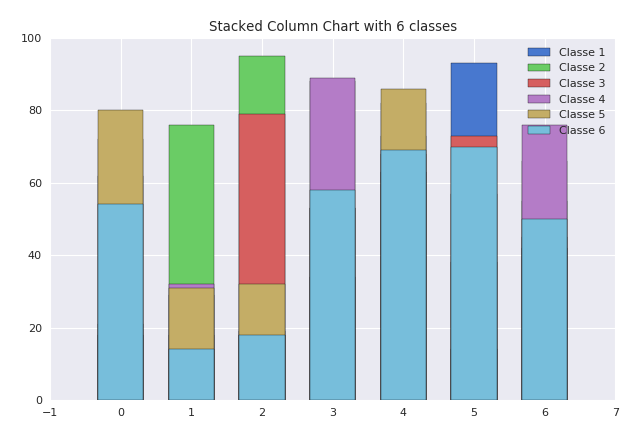 Stacked Column Chart with 6 classes
100
80
60
40
20
0
−1
0
1
2
3
4
5
6
7
Classe 1
Classe 2
Classe 3
Classe 4
Classe 5
Classe 6